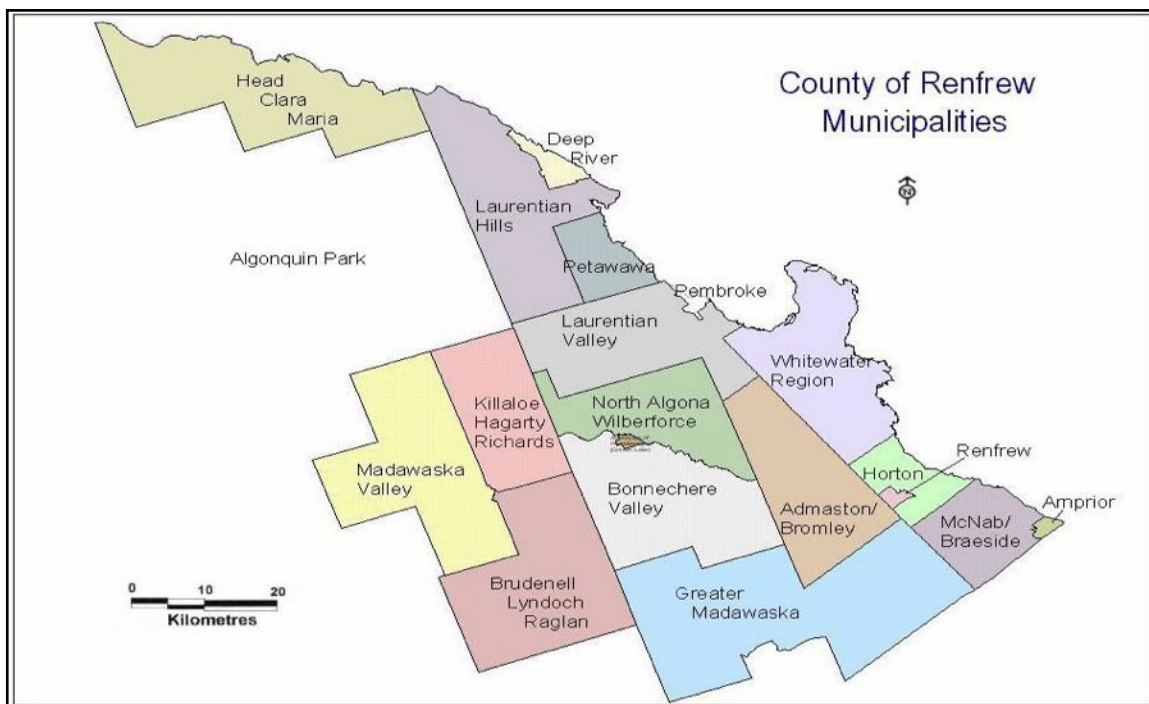 County of Renfrew
Municipalities
N
Head
Clara
Maria
Deep
River
Laurentian
Hills
Algonquin Park
Petawawa
Pembroke
Laurentian
Valley
Whitewater
Region
Killaloe
Hagarty
Richards
North Algona
Wilberforce
Madawaska
Valley
Bonnechere
Valley
Admaston/
Bromley
Horton
Renfrew
McNab/
Braeside
Arnprior
Brudenell
Lyndoch
Raglan
Greater
Madawaska
0 10 20
Kilometres